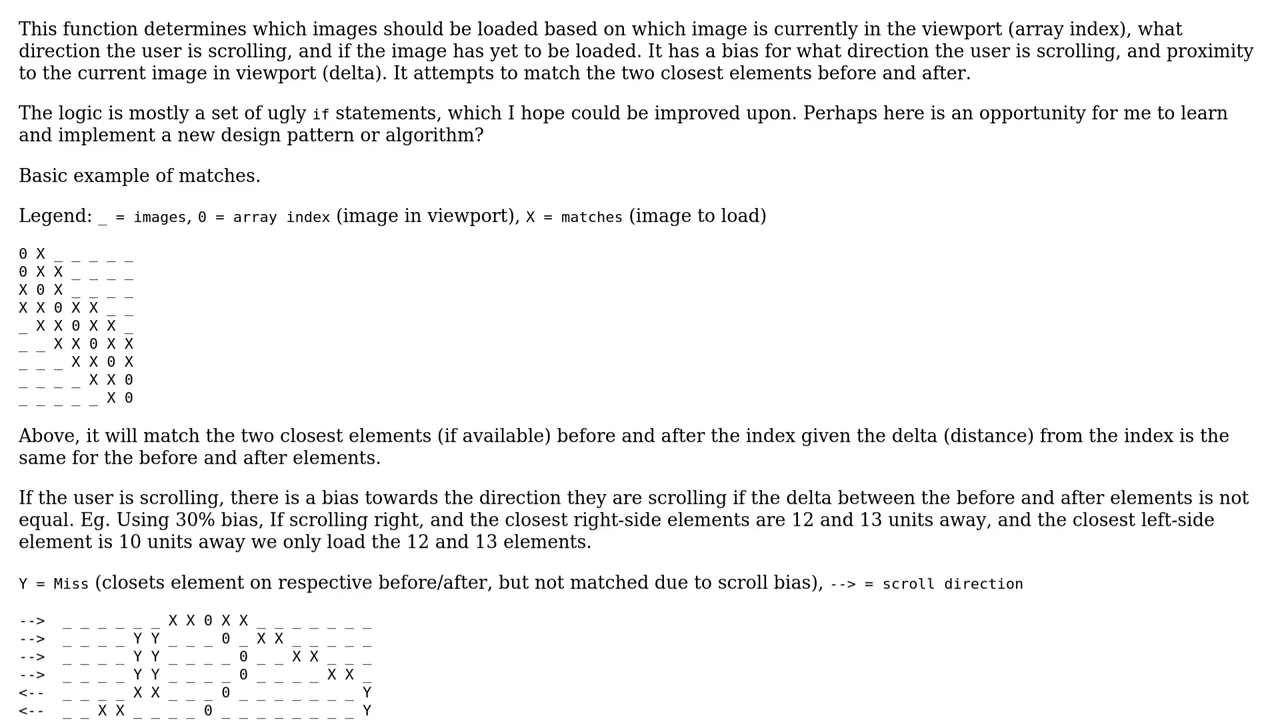 This function determines which images should be loaded based on which image is currently in the viewport (array index), what
direction the user is scrolling, and if the image has yet to be loaded. It has a bias for what direction the user is scrolling, and proximity
to the current image in viewport (delta). It attempts to match the two closest elements before and after.
The logic is mostly a set of ugly if statements, which I hope could be improved upon. Perhaps here is an opportunity for me to learn
and implement a new design pattern or algorithm?
Basic example of matches.
Legend: _ = images, 0 = array index (image in viewport), X = matches (image to load)
0 X _ _ _ _ _
0 X X _ _ _ _
X 0 X _ _ _ _
X X 0 X X _ _
_ X X 0 X X _
_ _ X X 0 X X
_ _ _ X X 0 X
_ _ _ _ X X 0
_ _ _ _ _ X 0
Above, it will match the two closest elements (if available) before and after the index given the delta (distance) from the index is the
same for the before and after elements.
If the user is scrolling, there is a bias towards the direction they are scrolling if the delta between the before and after elements is not
equal. Eg. Using 30% bias, If scrolling right, and the closest right-side elements are 12 and 13 units away, and the closest left-side
element is 10 units away we only load the 12 and 13 elements.
Y = Miss (closets element on respective before/after, but not matched due to scroll bias), --> = scroll direction
--> _ _ _ _ _ _ X X 0 X X _ _ _ _ _ _ _
--> _ _ _ _ Y Y _ _ _ 0 _ X X _ _ _ _ _
--> _ _ _ _ Y Y _ _ _ _ 0 _ _ X X _ _ _
--> _ _ _ _ Y Y _ _ _ _ 0 _ _ _ _ X X _
<-- _ _ _ _ X X _ _ _ 0 _ _ _ _ _ _ _ Y
<-- _ _ X X _ _ _ _ 0 _ _ _ _ _ _ _ _ Y